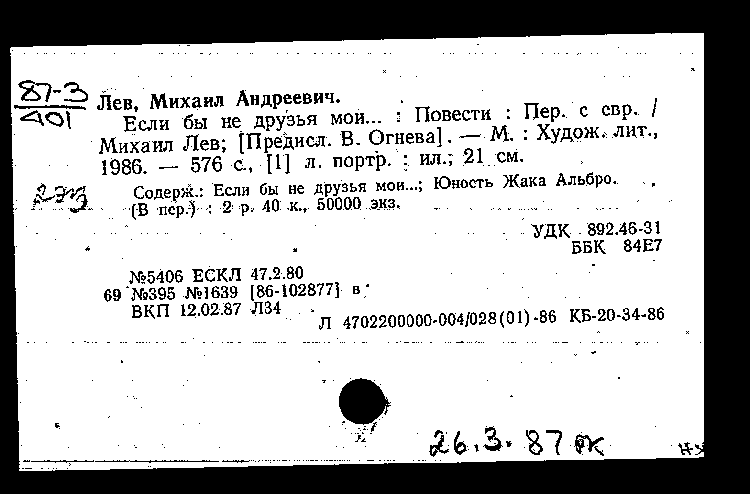 87-3
401
Лев, Михаил Андреевич.
Если бы не друзья мои... : Повести : Пер. с евр. /
Михаил Лев; [Предисл. В. Огнева]. — М. : Худож. лит.,
1986. — 576 с., [1] л. портр. : ил.; 21 см.
Содерж.: Если бы не друзья мои...; Юность Жака Альбро.
(В пер.) : 2 р. 40 к., 50000 экз.
УДК 892.46-31
ББК 84Е7
№5406 ЕСКЛ 47.2.80
69 №395 №1639 [86-102877] в
ВКП 12.02.87 Л34
Л 4702200000-004/028(01)-86 КБ-20-34-86
26.3.87